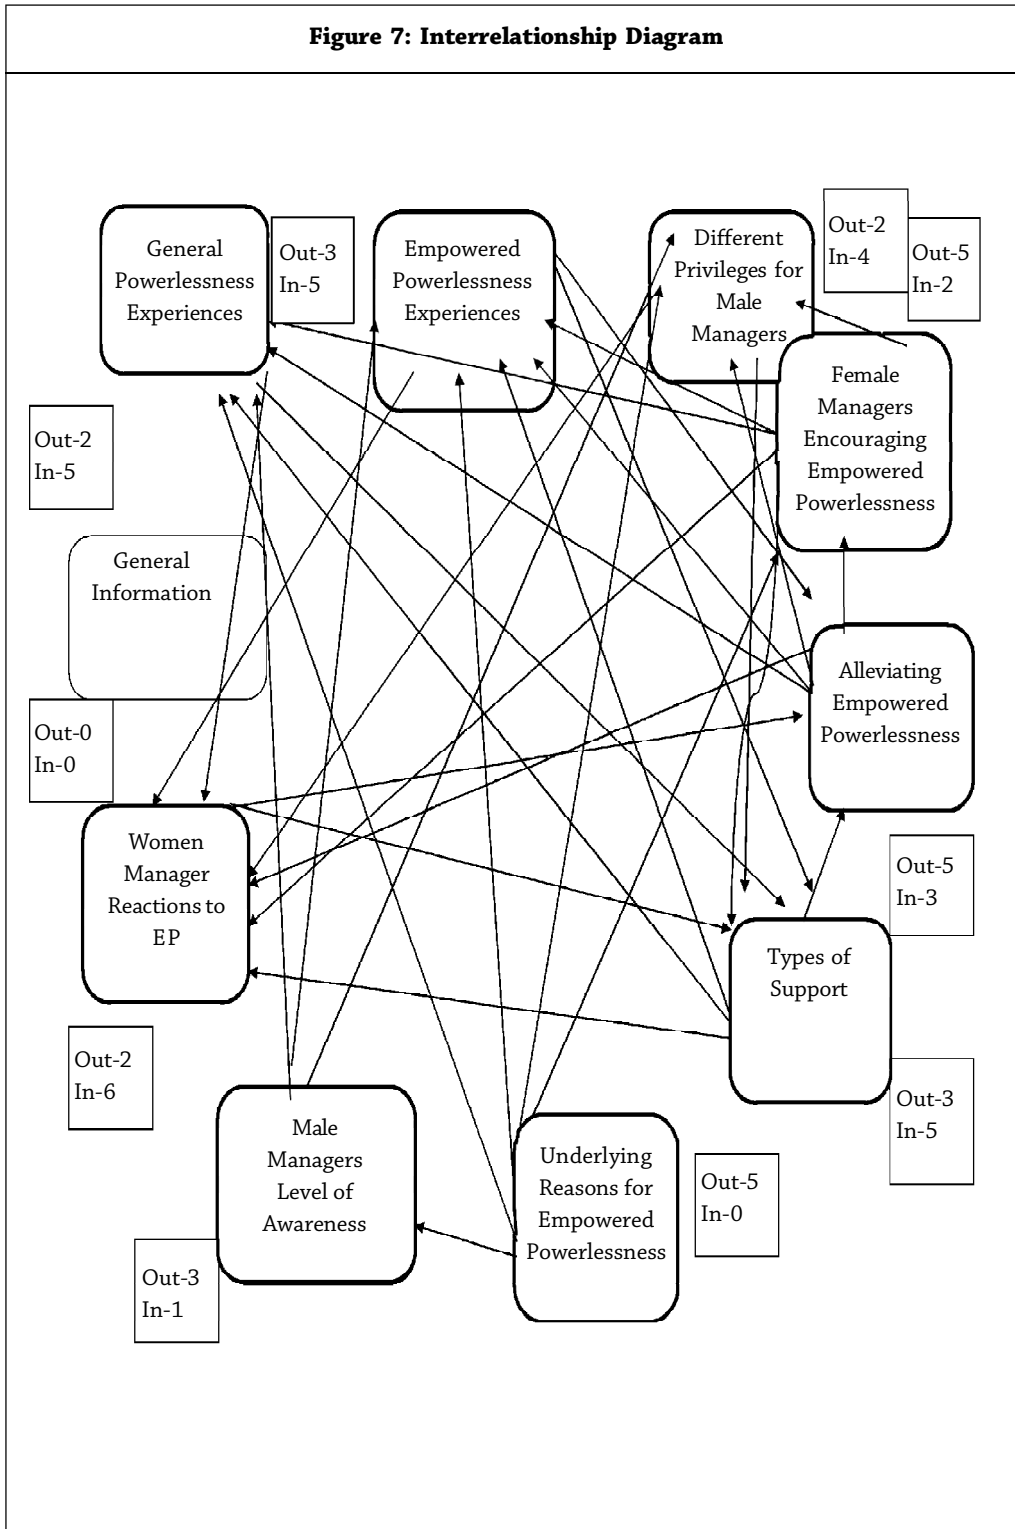 Figure 7: Interrelationship Diagram
General
Powerlessness
Experiences
Out-3
In-5
Empowered
Powerlessness
Experiences
Different
Privileges for
Male
Managers
Out-2
In-4
Out-5
In-2
Female
Managers
Encouraging
Empowered
Powerlessness
Out-2
In-5
General
Information
Out-0
In-0
Alleviating
Empowered
Powerlessness
Women
Manager
Reactions to
EP
Out-5
In-3
Types of
Support
Out-2
In-6
Out-3
In-5
Male
Managers
Level of
Awareness
Underlying
Reasons for
Empowered
Powerlessness
Out-5
In-0
Out-3
In-1